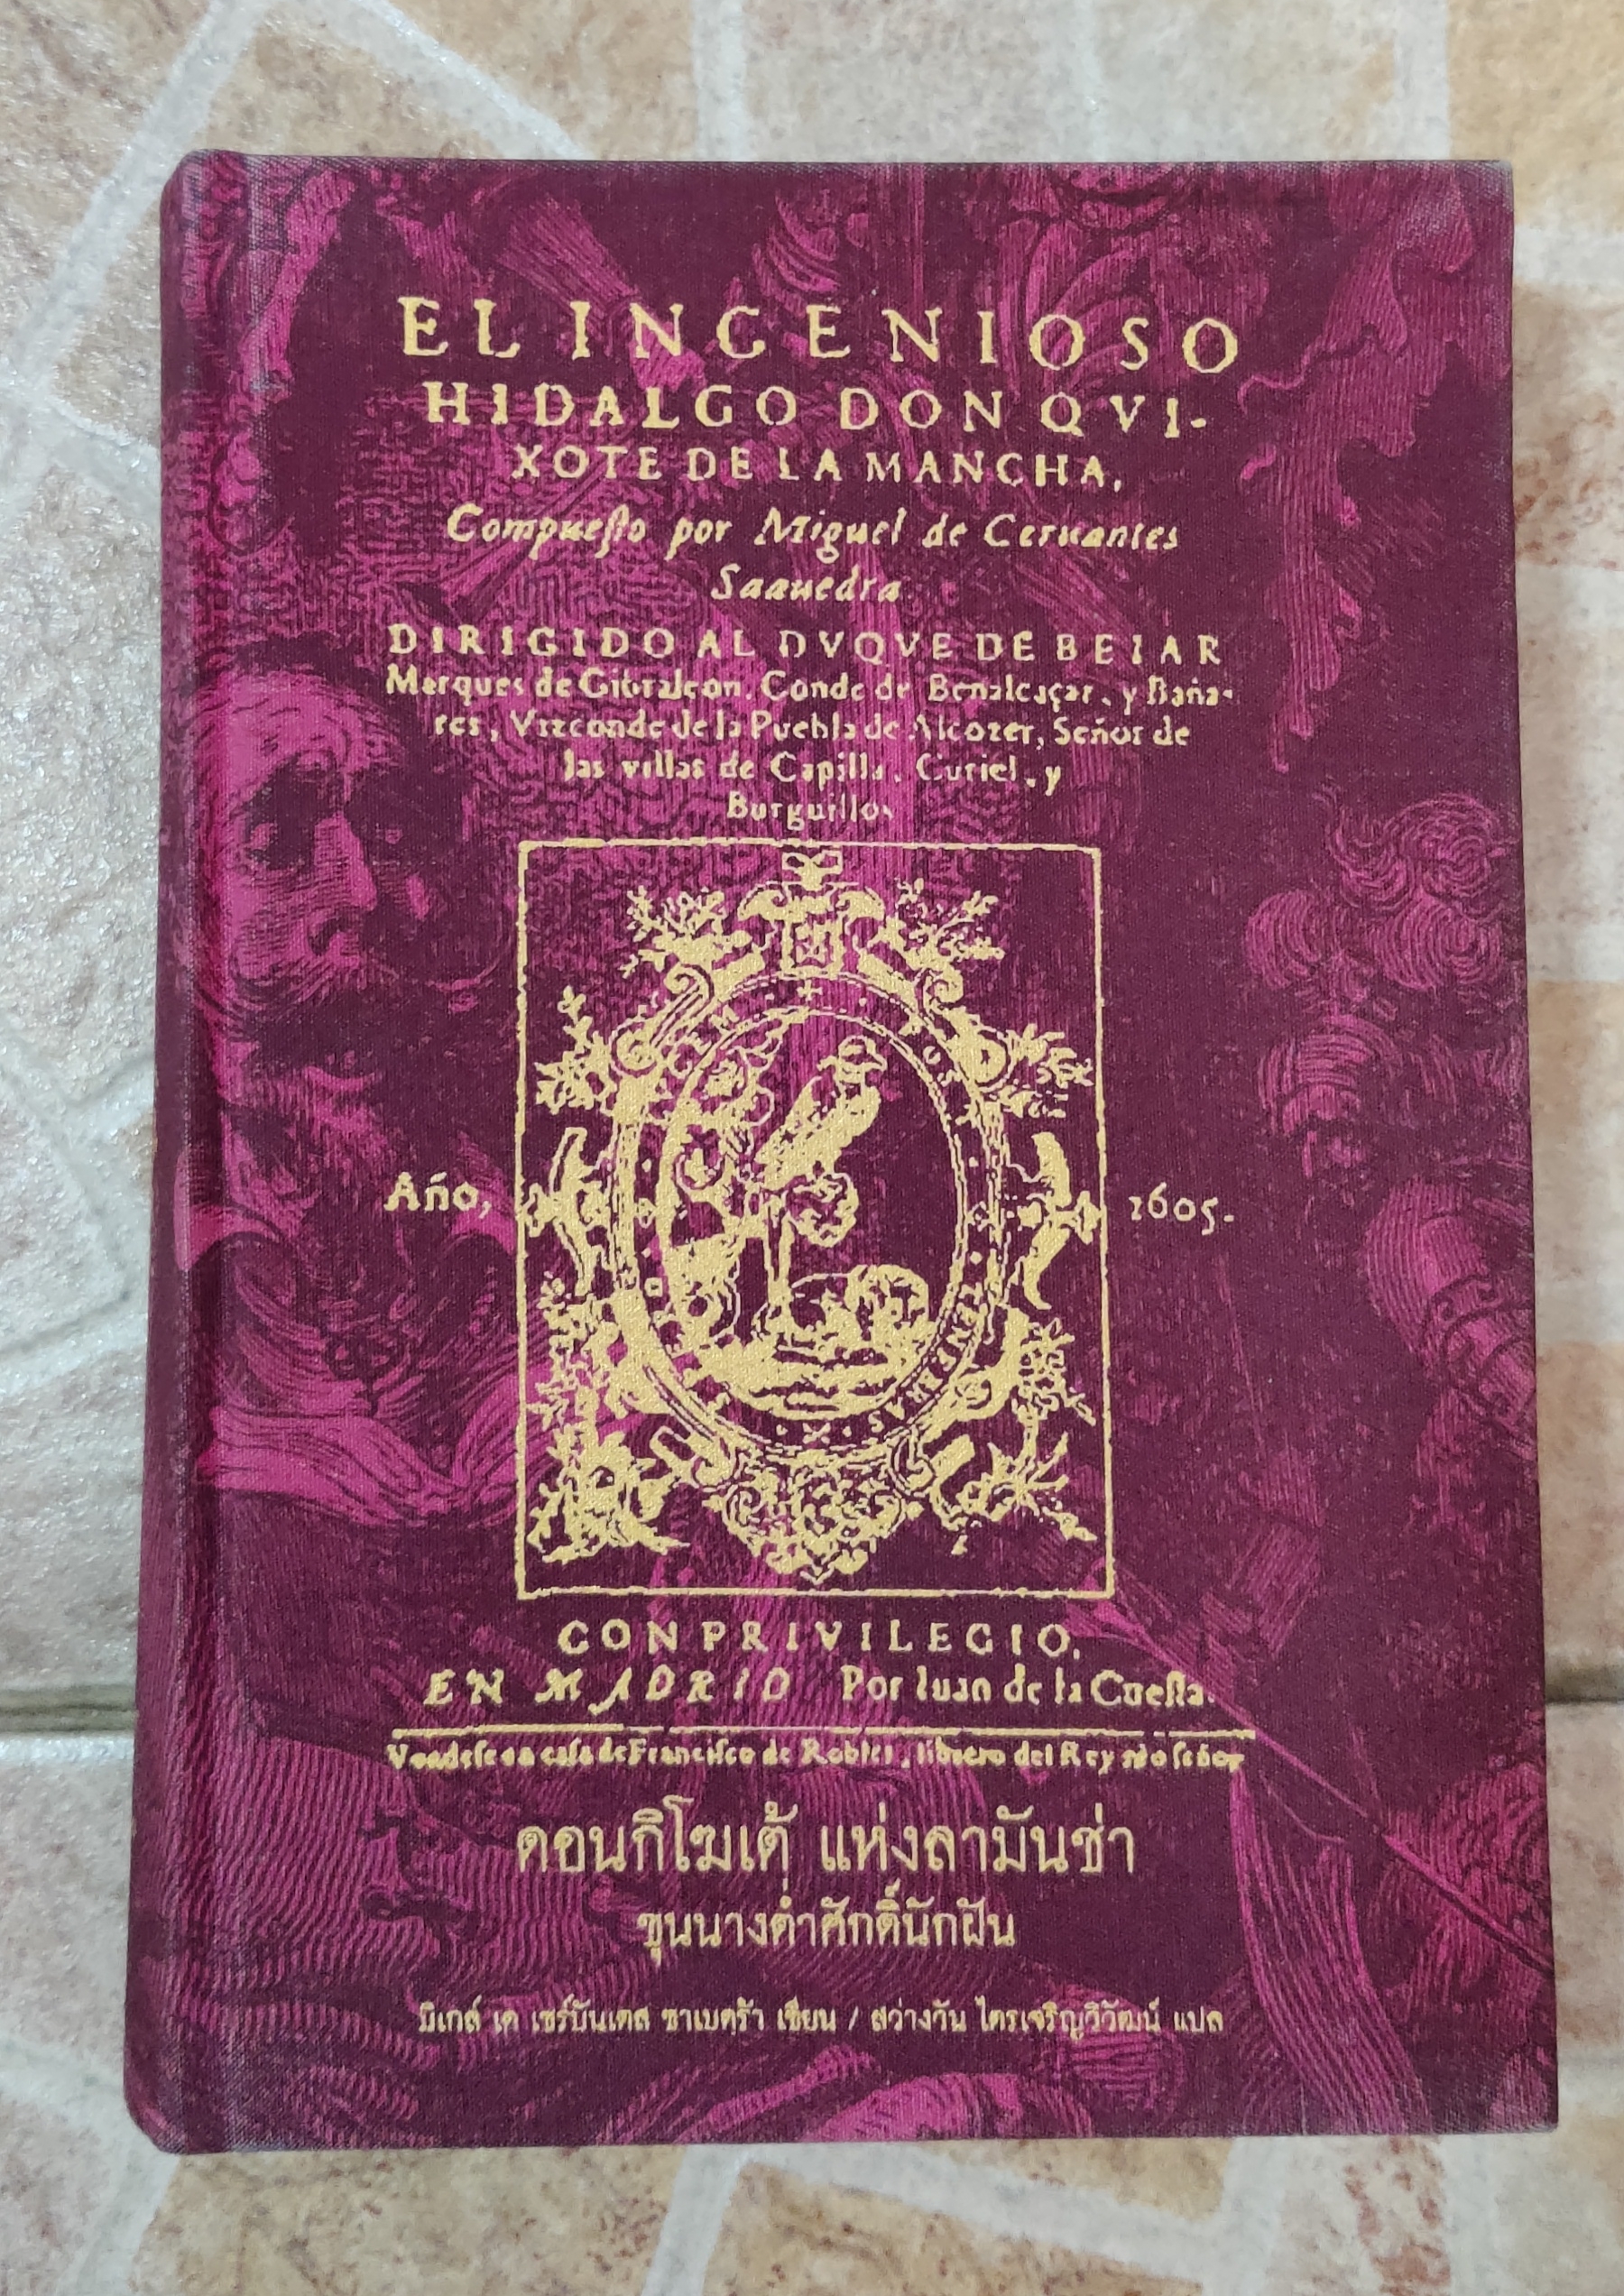 EL INGENIOSO
HIDALGO DON QVI-
XOTE DE LA MANCHA,
Compuesto por Miguel de Ceruantes
Saauedra
DIRIGIDO AL DVQVE DE BEIAR
Marques de Gibraleon, Conde de Benalcaçar, y Baña-
res, Vizconde de la Puebla de Alcozer, Señor de
las villas de Capilla, Curiel, y
Burguillos
Año, 1605.
TENEBRAS
CON PRIVILEGIO,
EN MADRID Por Iuan de la Cuesta.
Vendese en casa de Francisco de Robles, librero del Rey nro señor
ดอนกิโฆเต้ แห่งลามันช่า
ขุนนางต่ำศักดิ์นักฝัน
มิเกล์ เด เซร์บันเตส ซาเบดร้า เขียน / สว่างวัน ไตรเจริญวิวัฒน์ แปล